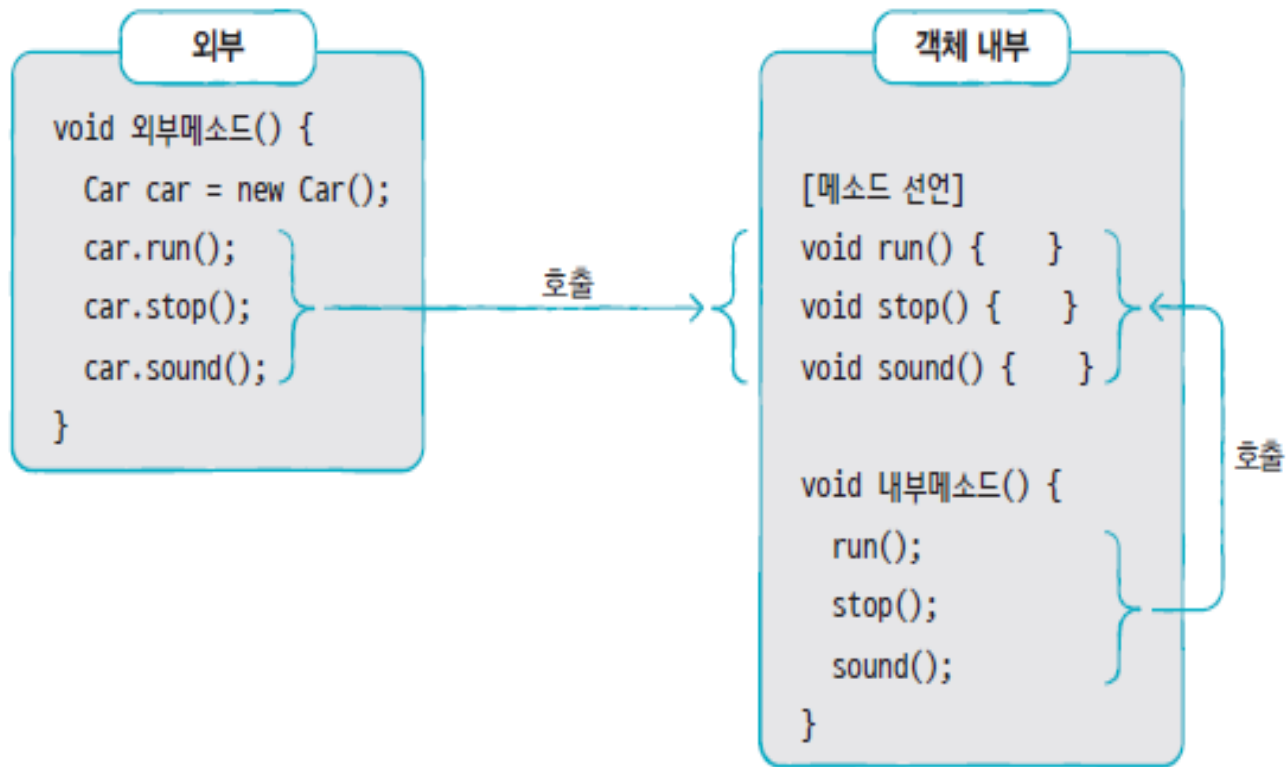 외부
void 외부메소드() {
Car car = new Car();
car.run();
car.stop();
car.sound();
}
호출
객체 내부
[메소드 선언]
void run() { }
void stop() { }
void sound() { }
void 내부메소드() {
run();
stop();
sound();
}
호출